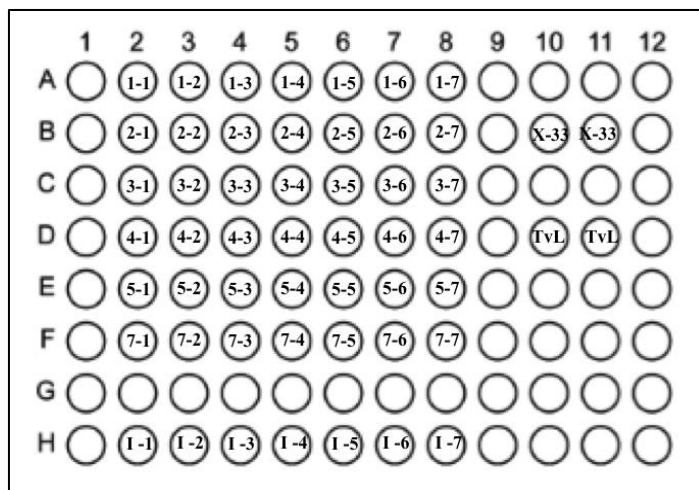 1 2 3 4 5 6 7 8 9 10 11 12
A 1-1 1-2 1-3 1-4 1-5 1-6 1-7
B 2-1 2-2 2-3 2-4 2-5 2-6 2-7 X-33 X-33
C 3-1 3-2 3-3 3-4 3-5 3-6 3-7
D 4-1 4-2 4-3 4-4 4-5 4-6 4-7 TvL TvL
E 5-1 5-2 5-3 5-4 5-5 5-6 5-7
F 7-1 7-2 7-3 7-4 7-5 7-6 7-7
G
H I-1 I-2 I-3 I-4 I-5 I-6 I-7